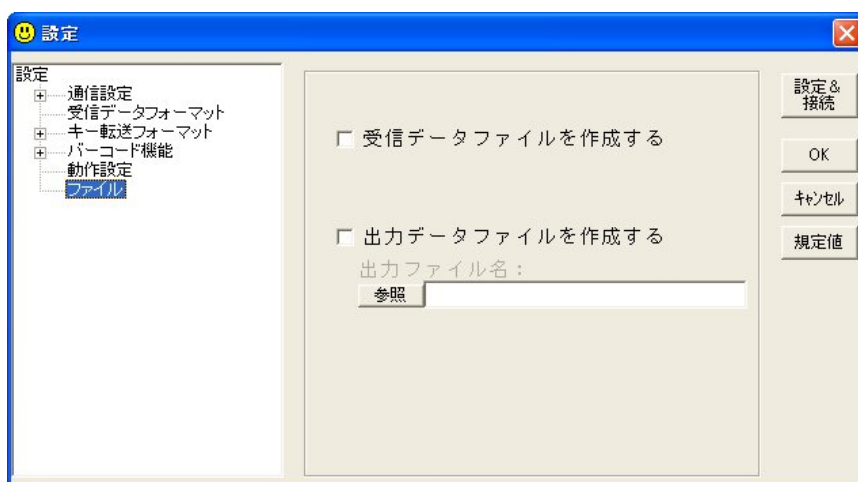 設定
設定
通信設定
受信データフォーマット
キー転送フォーマット
バーコード機能
動作設定
ファイル
受信データファイルを作成する
出力データファイルを作成する
出力ファイル名：
参照
設定&
接続
OK
キャンセル
規定値